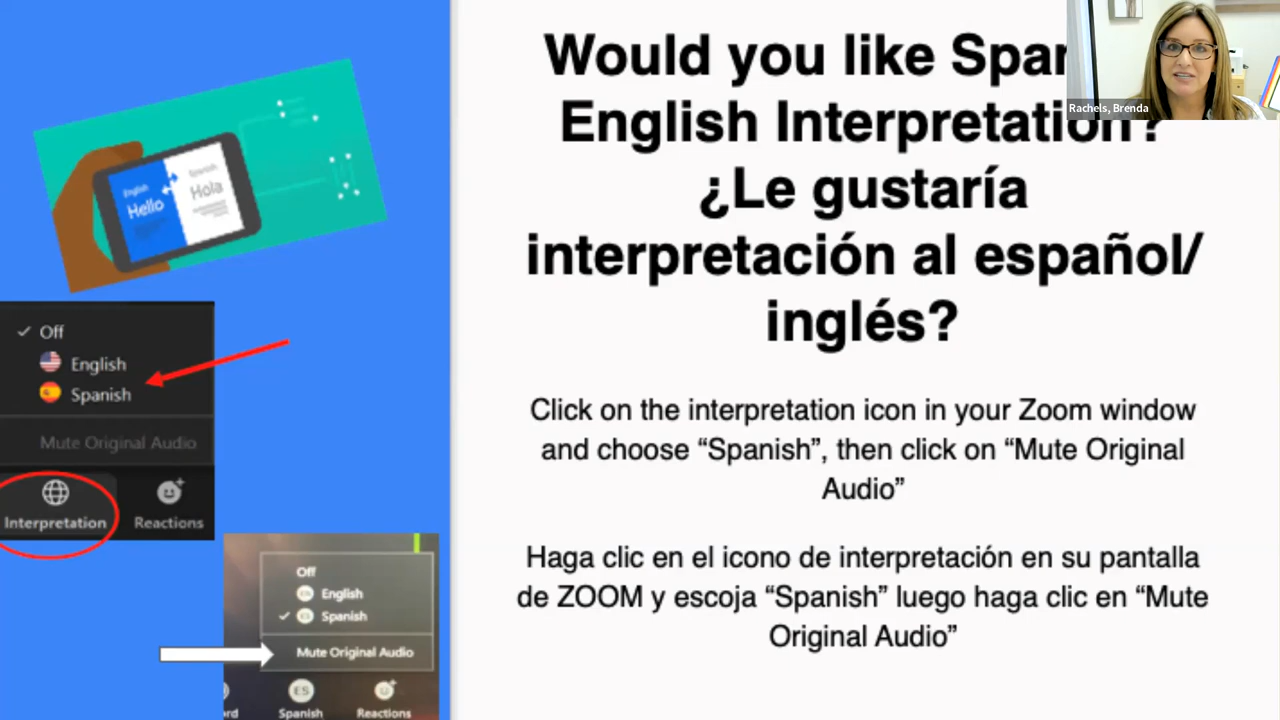 Would you like Span
English Interpretation?
¿Le gustaría
interpretación al español/
inglés?
Click on the interpretation icon in your Zoom window
and choose “Spanish”, then click on “Mute Original
Audio”
Haga clic en el icono de interpretación en su pantalla
de ZOOM y escoja “Spanish” luego haga clic en “Mute
Original Audio”
Rachels, Brenda
English
Hello
Spanish
Hola
Off
English
Spanish
Mute Original Audio
Interpretation
Reactions
Off
EN English
ES Spanish
Mute Original Audio
ES
rd
Spanish
Reactions